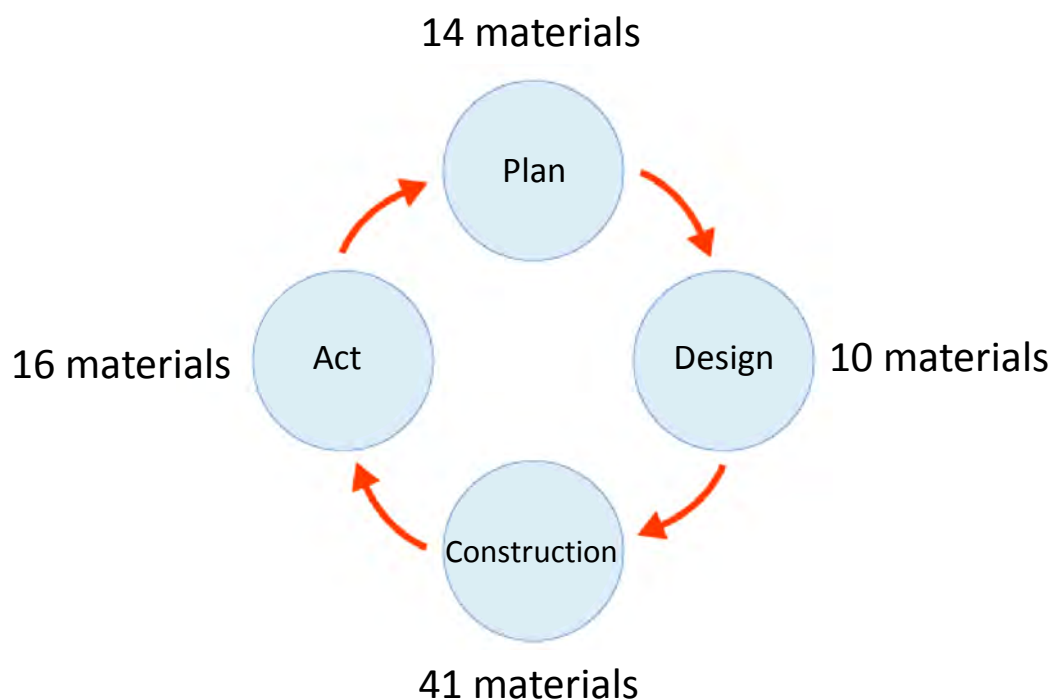 14 materials
Plan
16 materials
Act
Design
10 materials
Construction
41 materials